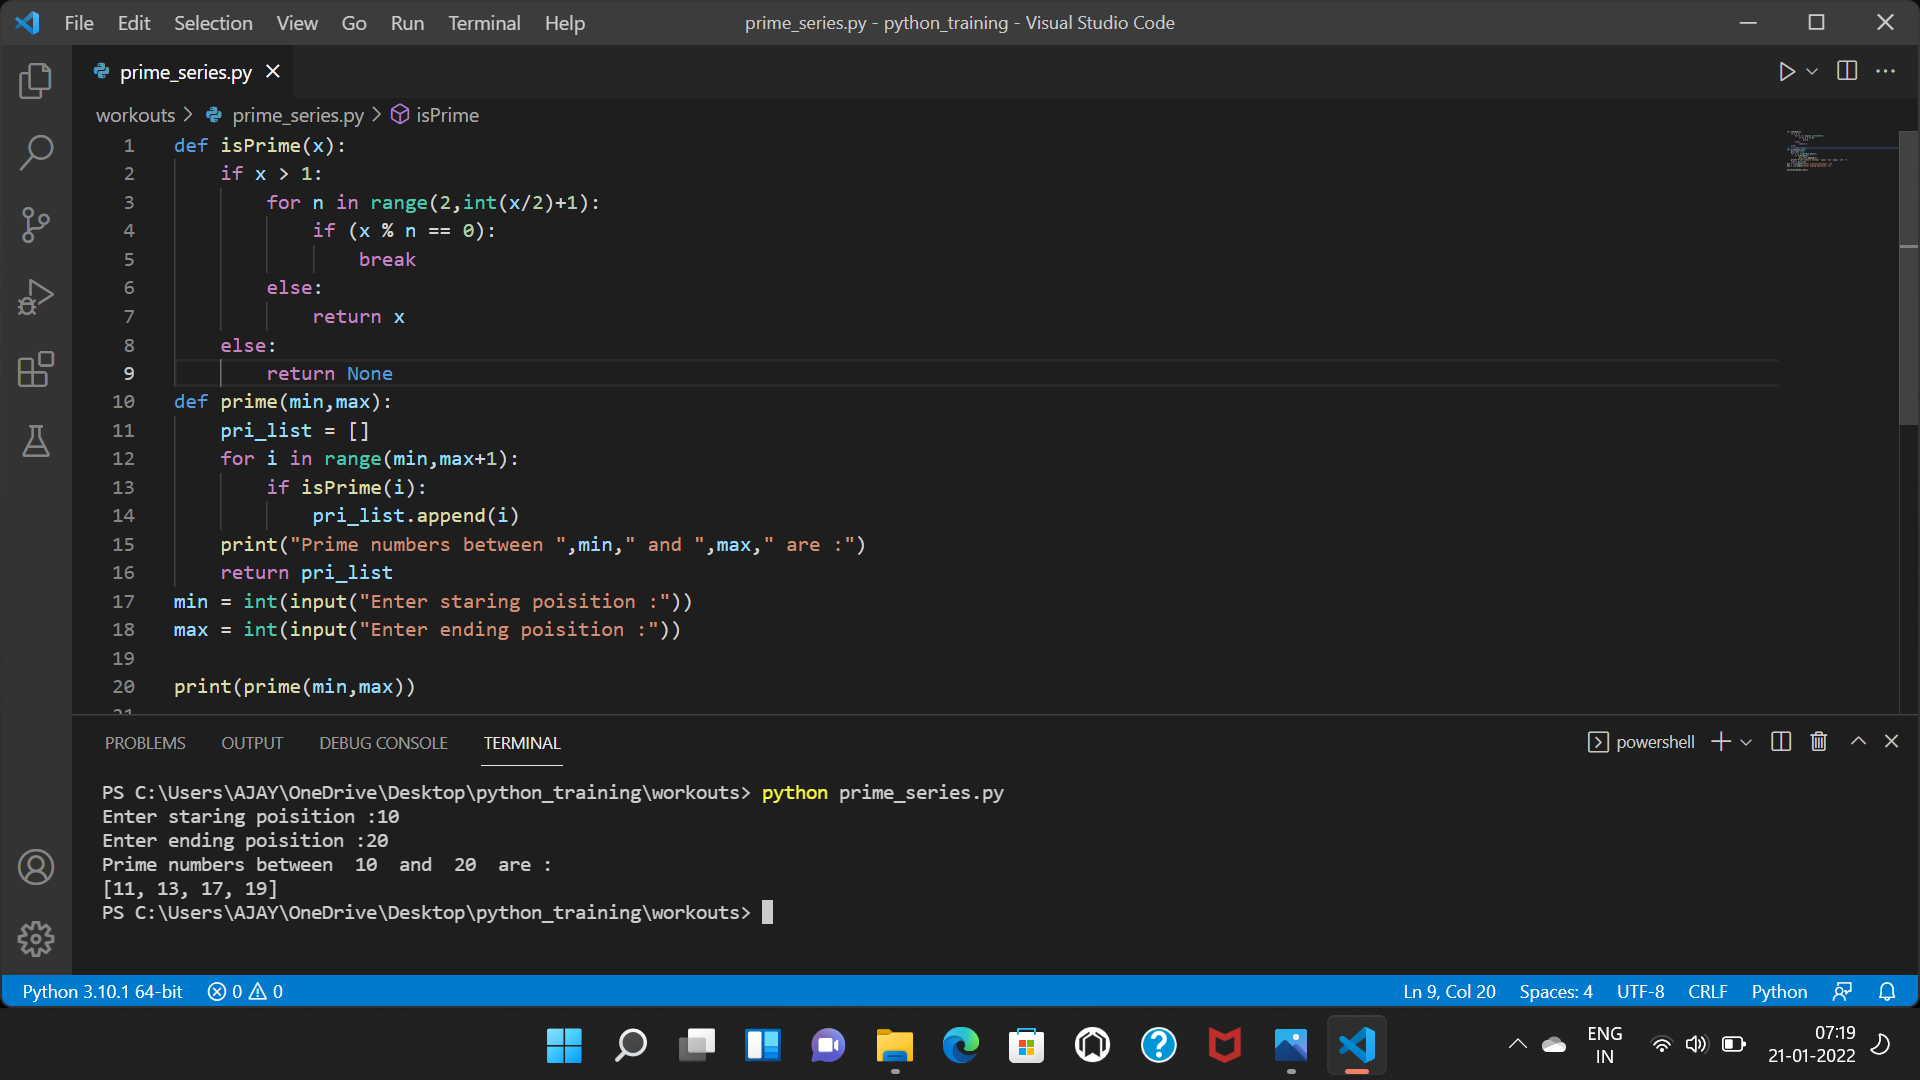 File Edit Selection View Go Run Terminal Help prime_series.py - python_training - Visual Studio Code
prime_series.py
workouts > prime_series.py > isPrime
1 def isPrime(x):
2     if x > 1:
3         for n in range(2,int(x/2)+1):
4             if (x % n == 0):
5                 break
6         else:
7             return x
8     else:
9         return None
10 def prime(min,max):
11     pri_list = []
12     for i in range(min,max+1):
13         if isPrime(i):
14             pri_list.append(i)
15     print("Prime numbers between ",min," and ",max," are :")
16     return pri_list
17 min = int(input("Enter staring poisition :"))
18 max = int(input("Enter ending poisition :"))
19
20 print(prime(min,max))
21
PROBLEMS OUTPUT DEBUG CONSOLE TERMINAL powershell
PS C:\Users\AJAY\OneDrive\Desktop\python_training\workouts> python prime_series.py
Enter staring poisition :10
Enter ending poisition :20
Prime numbers between  10  and  20  are :
[11, 13, 17, 19]
PS C:\Users\AJAY\OneDrive\Desktop\python_training\workouts>
Python 3.10.1 64-bit 0 0 Ln 9, Col 20 Spaces: 4 UTF-8 CRLF Python
ENG 07:19
IN 21-01-2022